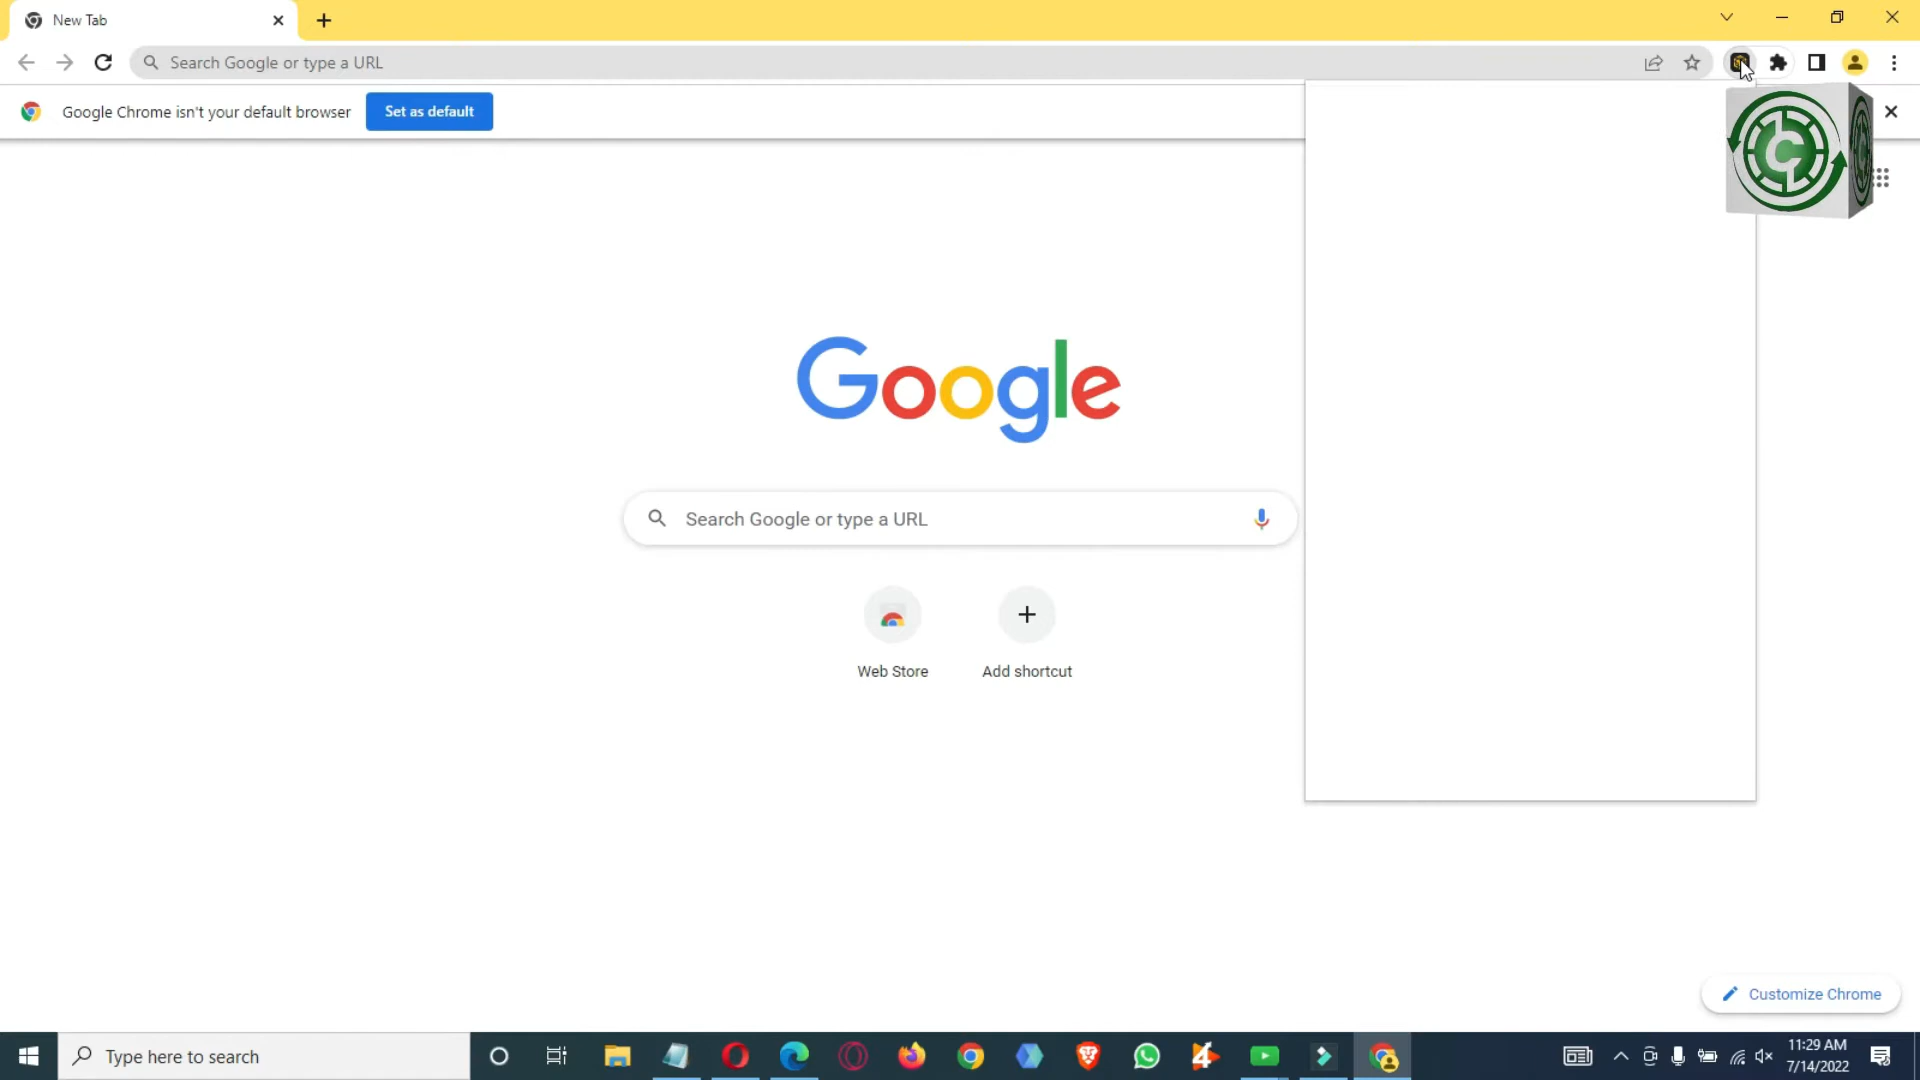 New Tab
Search Google or type a URL
Google Chrome isn't your default browser
Set as default
Google
Search Google or type a URL
Web Store
Add shortcut
Customize Chrome
Type here to search
11:29 AM
7/14/2022